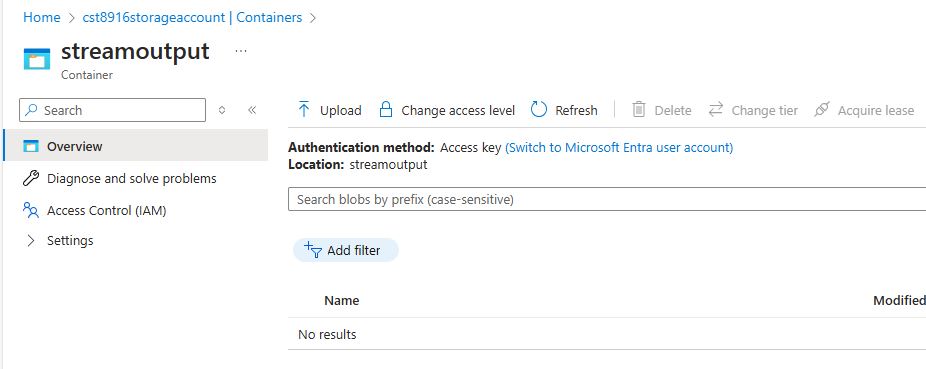 Home > cst8916storageaccount | Containers >
streamoutput ...
Container
Search
Overview
Diagnose and solve problems
Access Control (IAM)
Settings
Upload Change access level Refresh Delete Change tier Acquire lease
Authentication method: Access key (Switch to Microsoft Entra user account)
Location: streamoutput
Search blobs by prefix (case-sensitive)
Add filter
Name Modified
No results